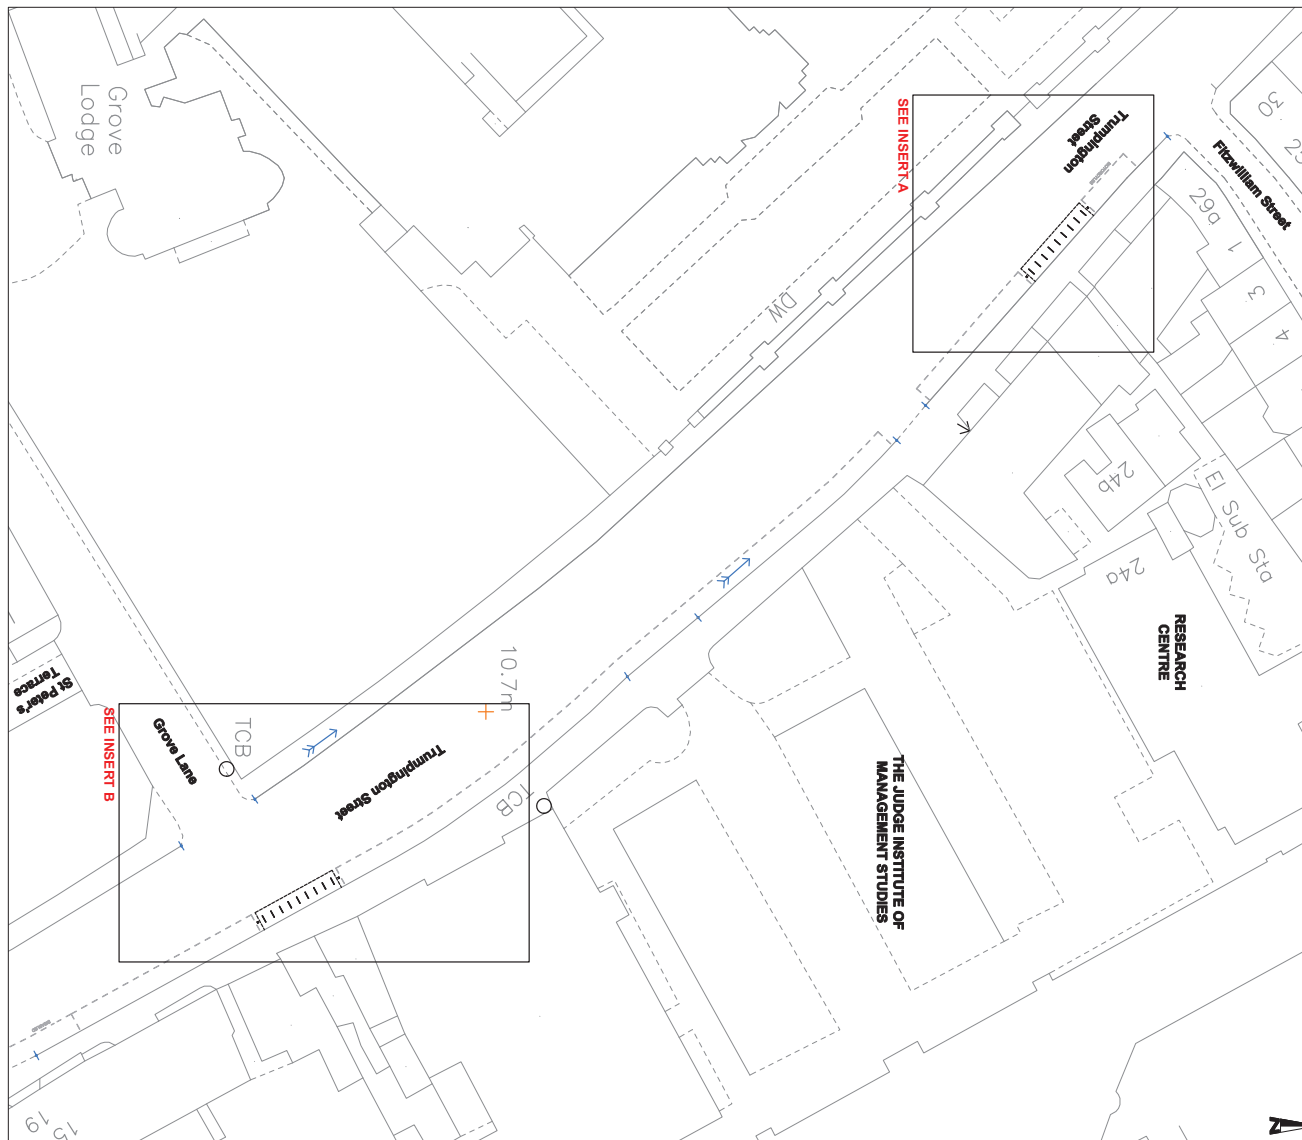 Grove
Lodge
SEE INSERT A
Trumpington
Street
Fitzwilliam Street
30
29a
1
3
4
DW
24b
El Sub Sta
24a
RESEARCH
CENTRE
10.7m
St Peter's
Terrace
SEE INSERT B
Grove Lane
TCB
Trumpington Street
TCB
THE JUDGE INSTITUTE OF
MANAGEMENT STUDIES
15
19
N